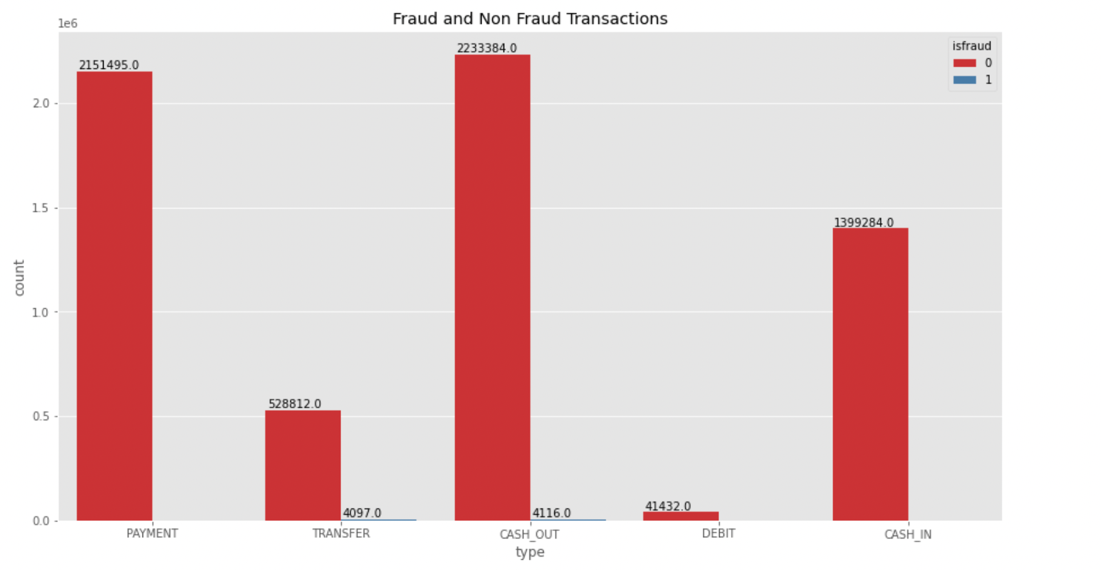 Fraud and Non Fraud Transactions
1e6
isfraud
0
1
2151495.0
528812.0
4097.0
2233384.0
4116.0
41432.0
1399284.0
2.0
1.5
1.0
0.5
0.0
count
PAYMENT TRANSFER CASH_OUT DEBIT CASH_IN
type